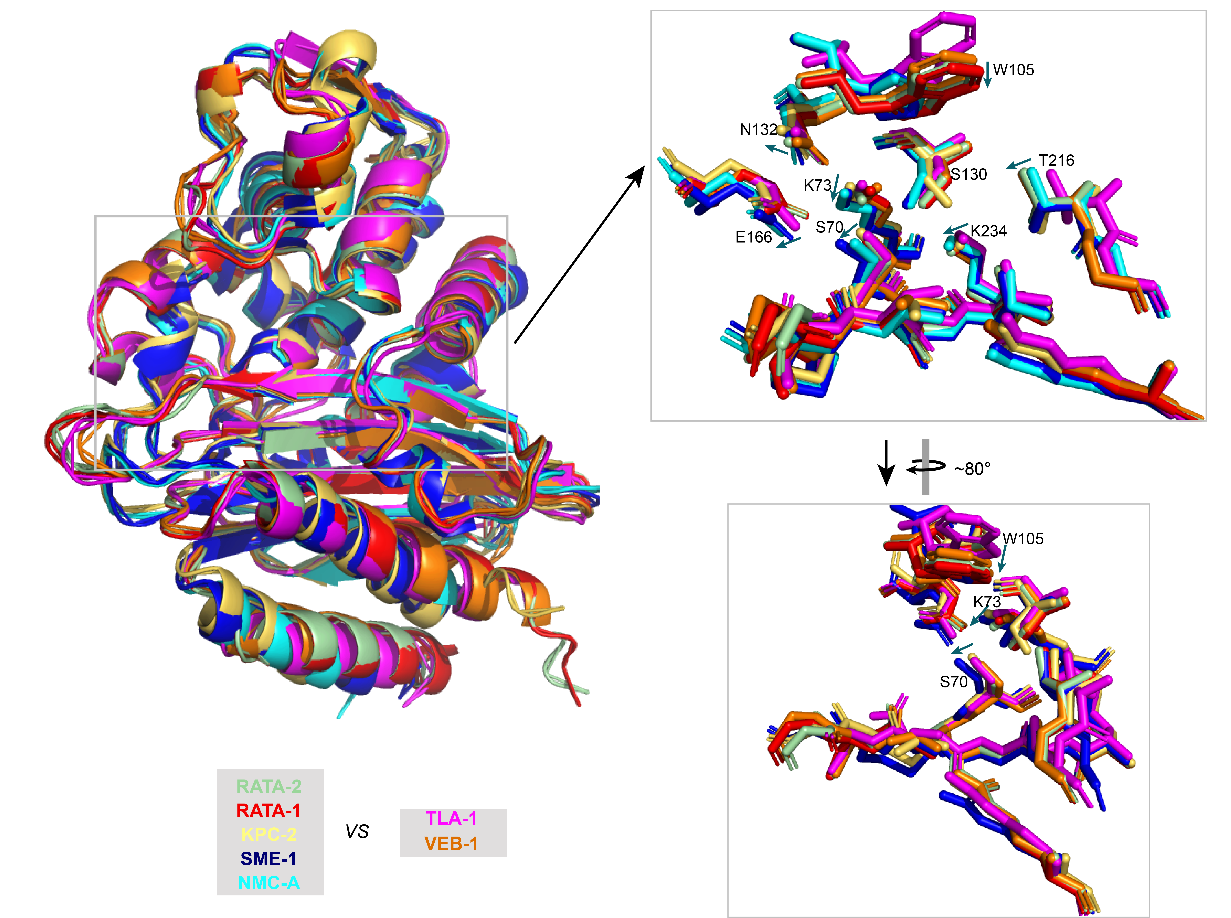 W105
N132
S130
T216
K73
S70
E166
K234
~80°
W105
K73
S70
RATA-2
RATA-1
KPC-2
SME-1
NMC-A
VS
TLA-1
VEB-1